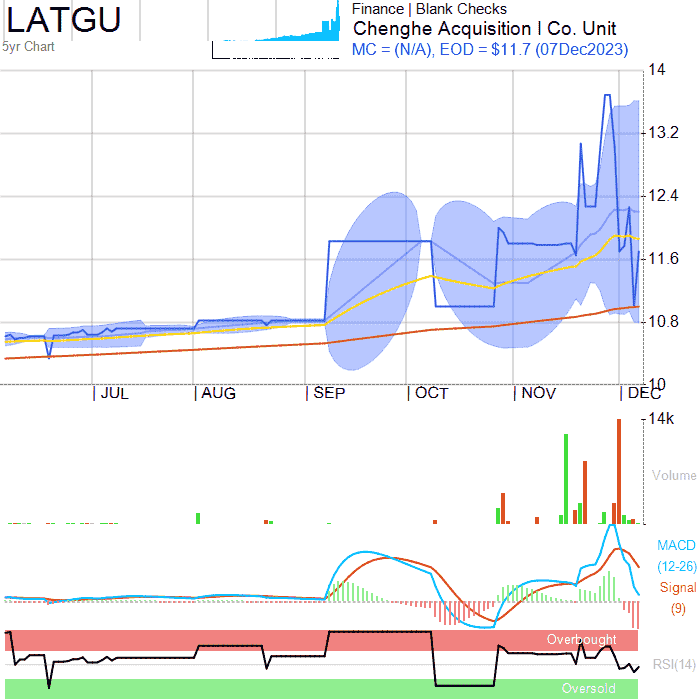 LATGU
5yr Chart
Finance | Blank Checks
Chenghe Acquisition I Co. Unit
MC = (N/A), EOD = $11.7 (07Dec2023)
14
13.2
12.4
11.6
10.8
10
JUL AUG SEP OCT NOV DEC
14k
Volume
MACD
(12-26)
Signal
(9)
Overbought
RSI(14)
Oversold